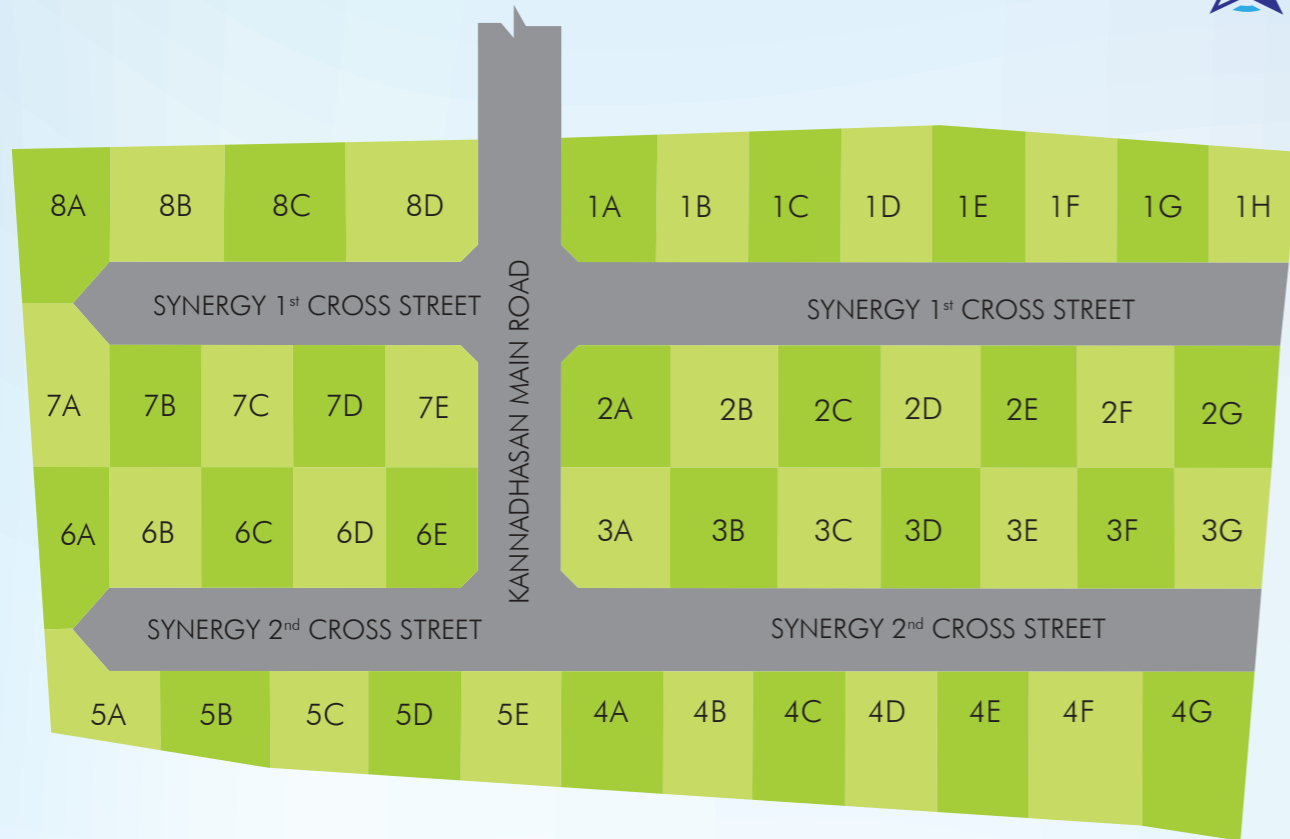 8A 8B 8C 8D 1A 1B 1C 1D 1E 1F 1G 1H
SYNERGY 1st CROSS STREET
KANNADHASAN MAIN ROAD
SYNERGY 1st CROSS STREET
7A 7B 7C 7D 7E 2A 2B 2C 2D 2E 2F 2G
6A 6B 6C 6D 6E 3A 3B 3C 3D 3E 3F 3G
SYNERGY 2nd CROSS STREET
SYNERGY 2nd CROSS STREET
5A 5B 5C 5D 5E 4A 4B 4C 4D 4E 4F 4G